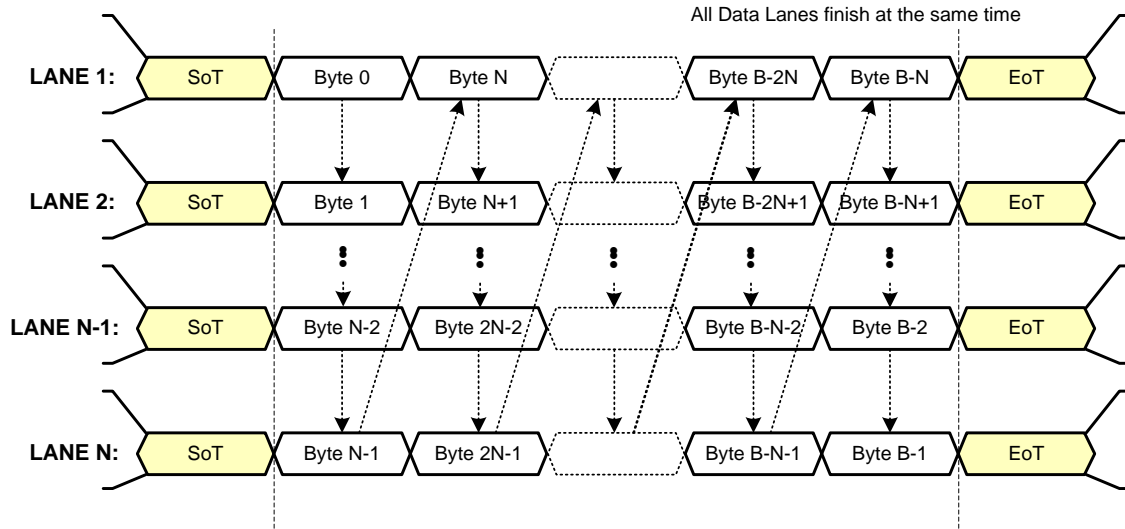 All Data Lanes finish at the same time
LANE 1: SoT Byte 0 Byte N Byte B-2N Byte B-N EoT
LANE 2: SoT Byte 1 Byte N+1 Byte B-2N+1 Byte B-N+1 EoT
LANE N-1: SoT Byte N-2 Byte 2N-2 Byte B-N-2 Byte B-2 EoT
LANE N: SoT Byte N-1 Byte 2N-1 Byte B-N-1 Byte B-1 EoT